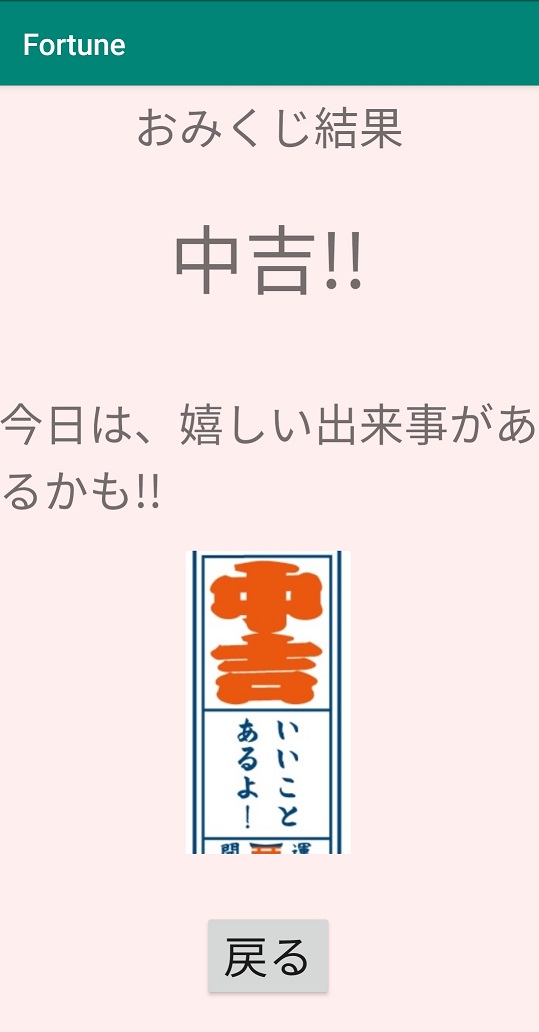 Fortune
おみくじ結果
中吉!!
今日は、嬉しい出来事があ
るかも!!
中吉
いいこと
あるよ！
開運
戻る